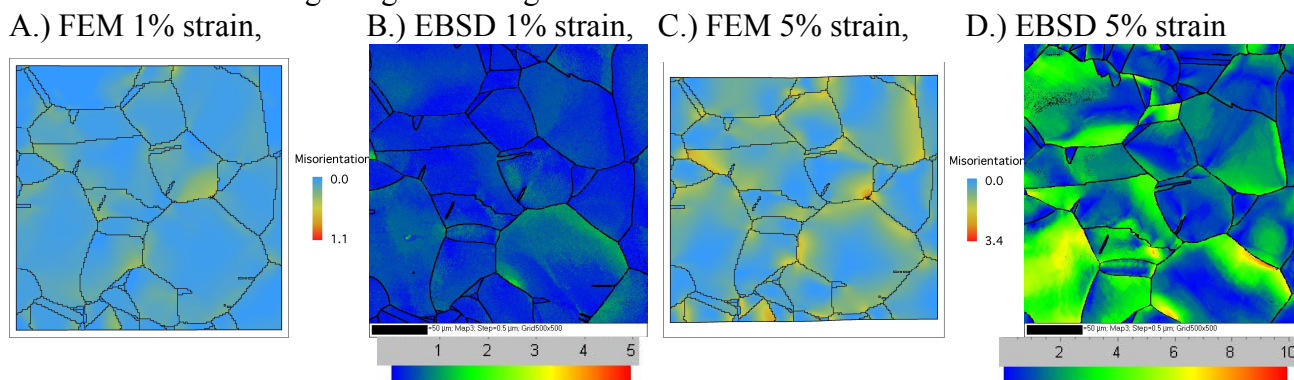 A.) FEM 1% strain, B.) EBSD 1% strain, C.) FEM 5% strain, D.) EBSD 5% strain
Misorientation
0.0
1.1
=50 µm; Map3; Step=0.5 µm; Grid500x500
1 2 3 4 5
Misorientation
0.0
3.4
=50 µm; Map3; Step=0.5 µm; Grid500x500
2 4 6 8 10